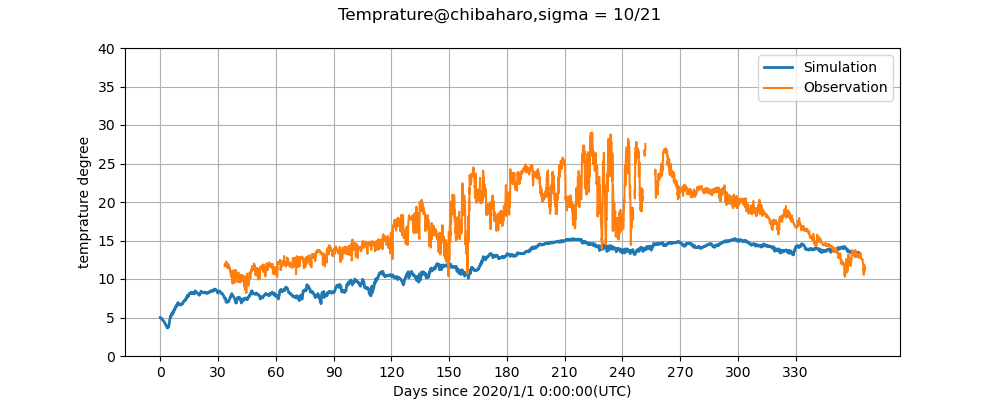 Temprature@chibaharo,sigma = 10/21
40
35
30
25
20
15
10
5
0
temprature degree
Simulation
Observation
0 30 60 90 120 150 180 210 240 270 300 330
Days since 2020/1/1 0:00:00(UTC)